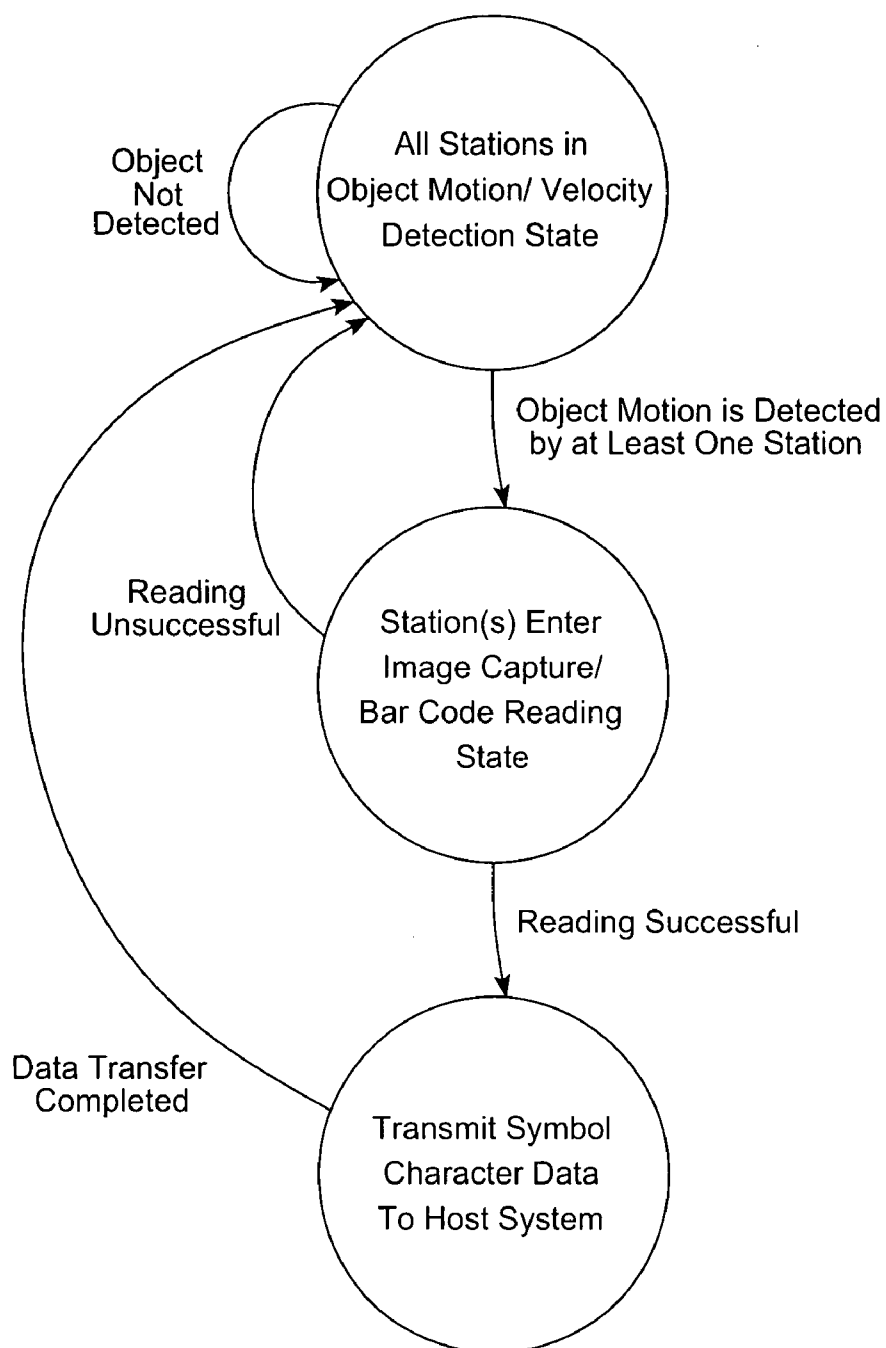 All Stations in
Object Motion/ Velocity
Detection State
Object
Not
Detected
Object Motion is Detected
by at Least One Station
Reading
Unsuccessful
Station(s) Enter
Image Capture/
Bar Code Reading
State
Reading Successful
Data Transfer
Completed
Transmit Symbol
Character Data
To Host System